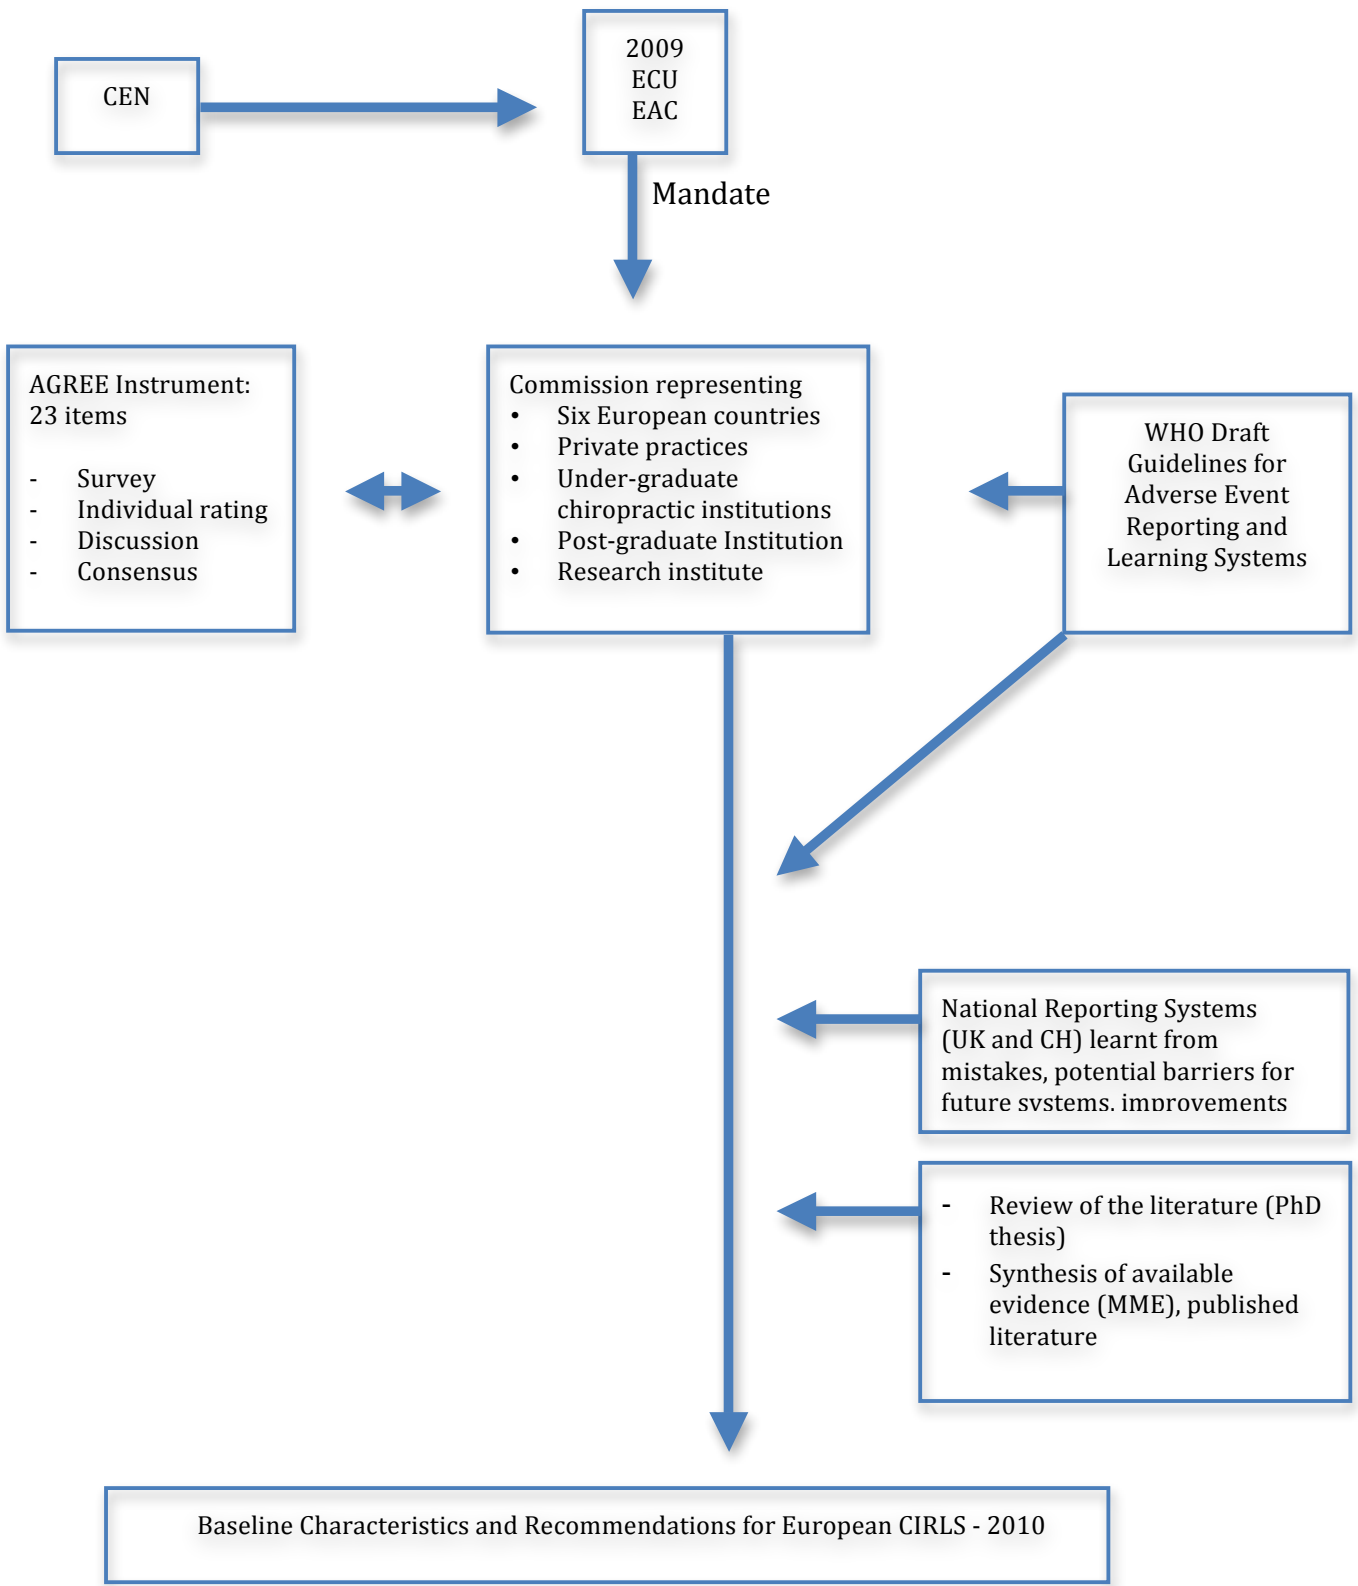 CEN
2009
ECU
EAC
Mandate
AGREE Instrument:
23 items
- Survey
- Individual rating
- Discussion
- Consensus
Commission representing
• Six European countries
• Private practices
• Under-graduate
chiropractic institutions
• Post-graduate Institution
• Research institute
WHO Draft
Guidelines for
Adverse Event
Reporting and
Learning Systems
National Reporting Systems
(UK and CH) learnt from
mistakes, potential barriers for
future systems, improvements
- Review of the literature (PhD
thesis)
- Synthesis of available
evidence (MME), published
literature
Baseline Characteristics and Recommendations for European CIRLS - 2010